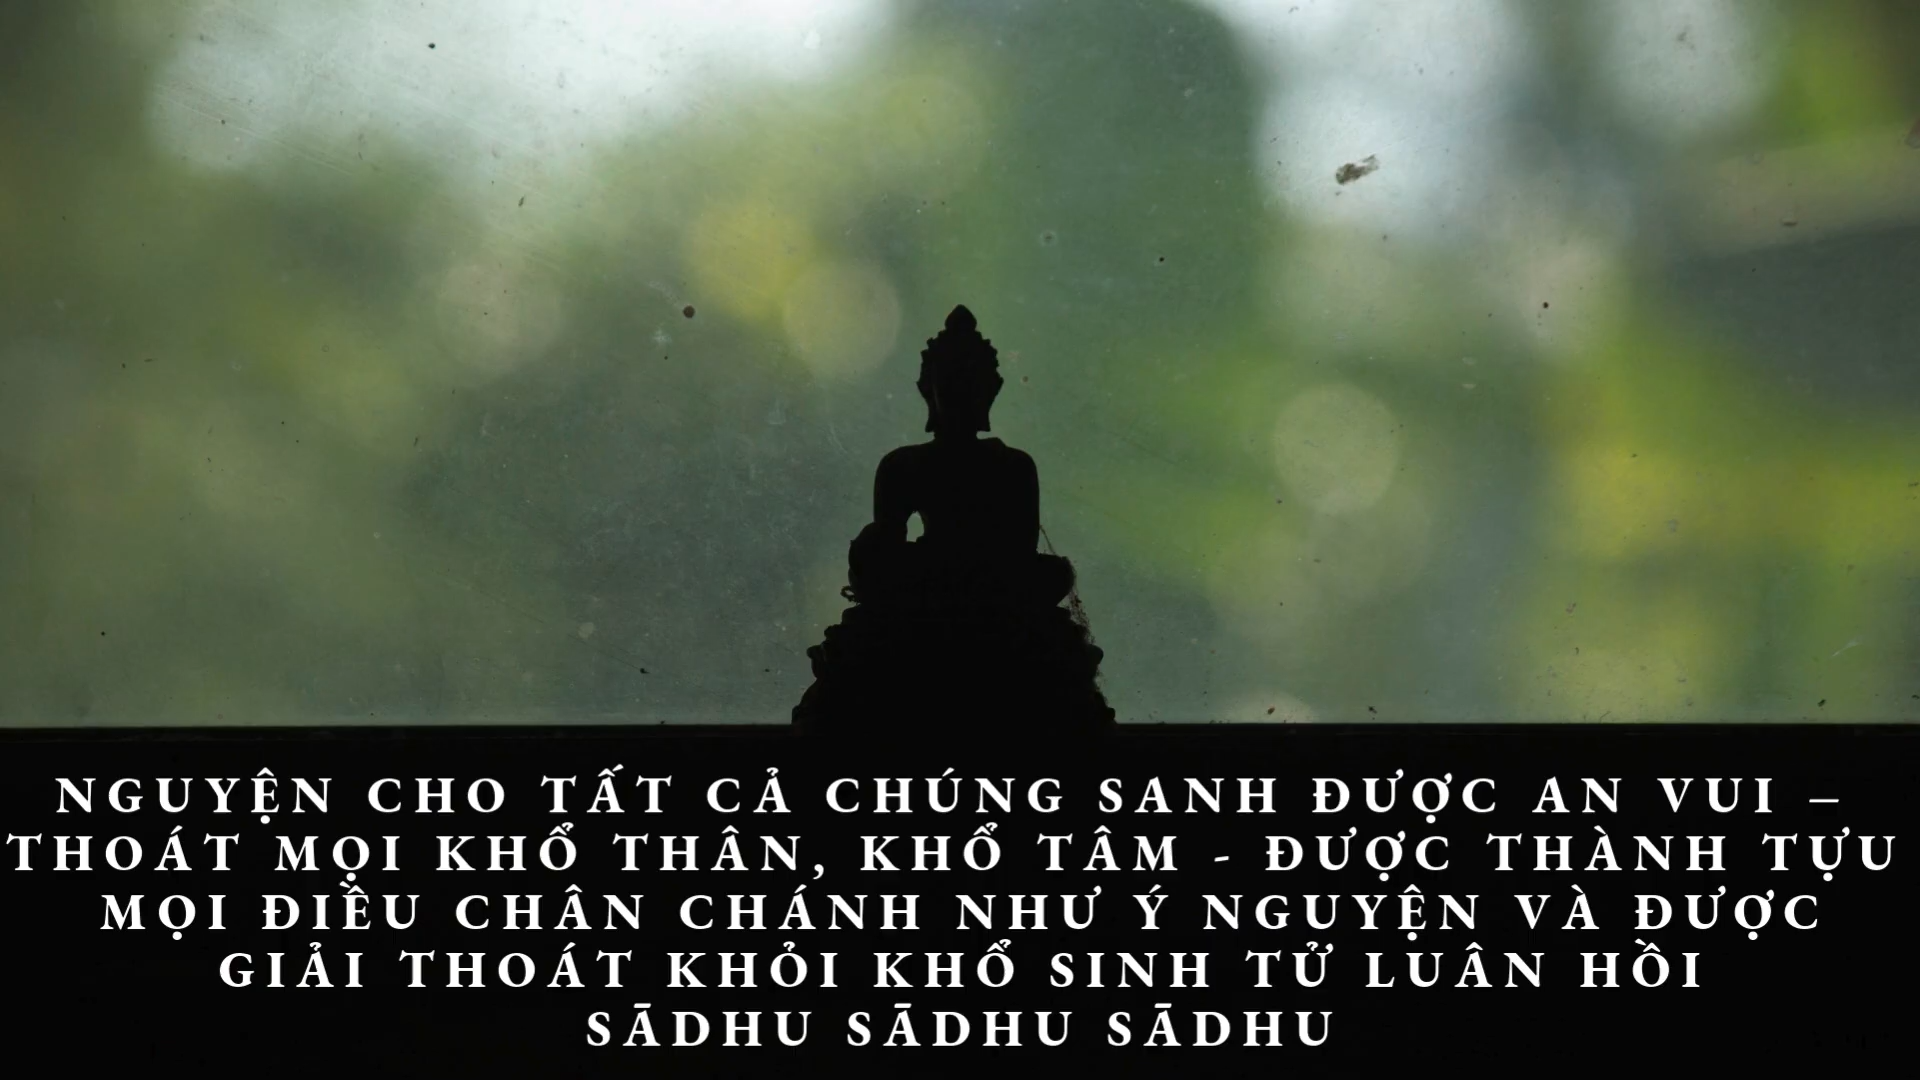 NGUYỆN CHO TẤT CẢ CHÚNG SANH ĐƯỢC AN VUI –
THOÁT MỌI KHỔ THÂN, KHỔ TÂM - ĐƯỢC THÀNH TỰU
MỌI ĐIỀU CHÂN CHÁNH NHƯ Ý NGUYỆN VÀ ĐƯỢC
GIẢI THOÁT KHỎI KHỔ SINH TỬ LUÂN HỒI
SĀDHU SĀDHU SĀDHU